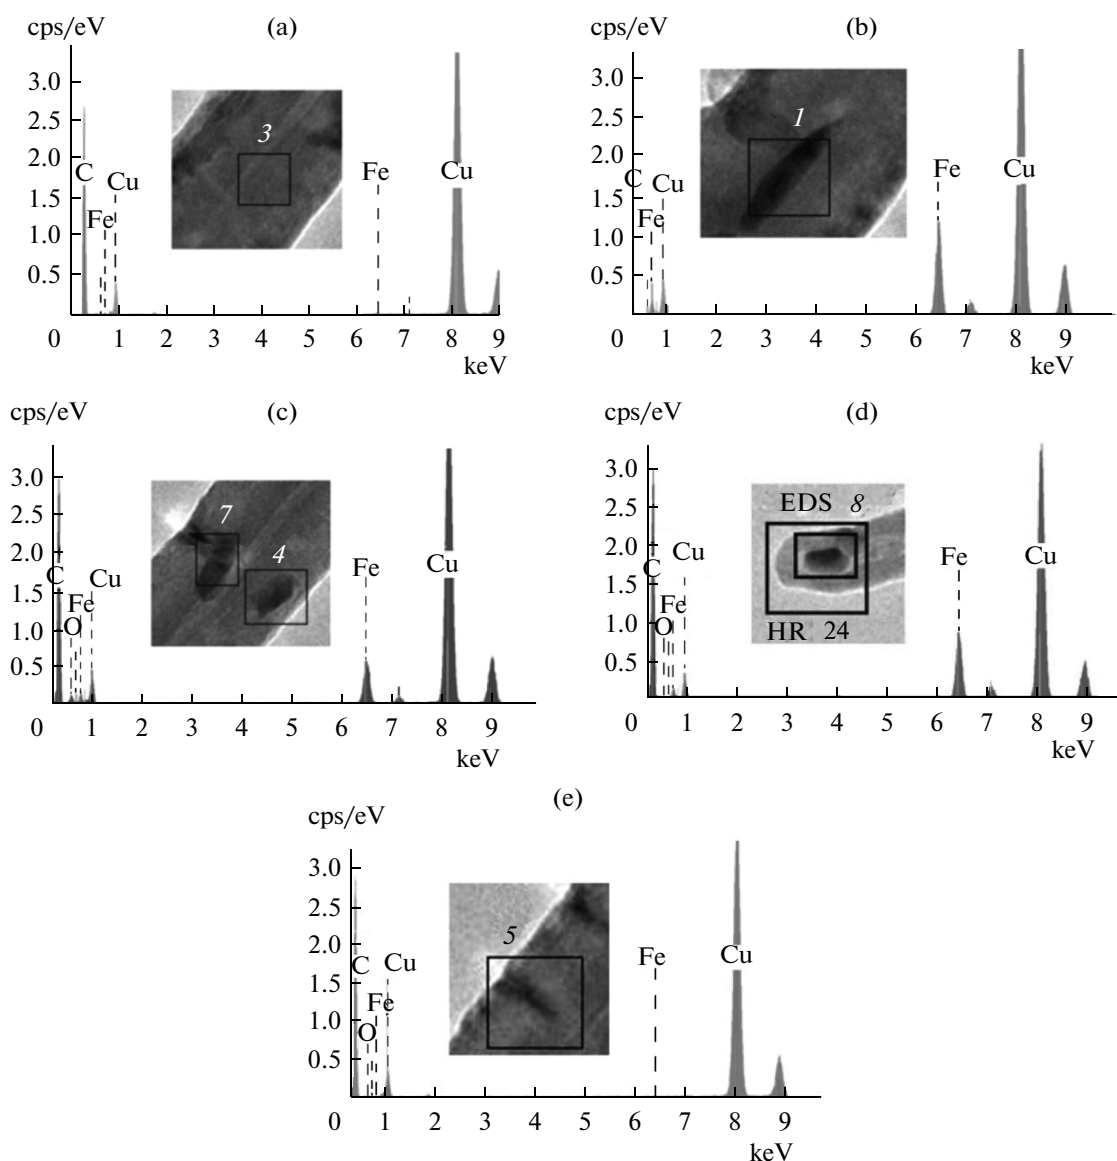 cps/eV (a)
3.0
2.5
2.0
1.5
1.0
0.5
C
Fe
Cu
3
Fe
Cu
0 1 2 3 4 5 6 7 8 9
keV
cps/eV (b)
3.0
2.5
2.0
1.5
1.0
0.5
C
Fe
Cu
1
Fe
Cu
0 1 2 3 4 5 6 7 8 9
keV
cps/eV (c)
3.0
2.5
2.0
1.5
1.0
0.5
C
O
Fe
Cu
7
4
Fe
Cu
0 1 2 3 4 5 6 7 8 9
keV
cps/eV (d)
3.0
2.5
2.0
1.5
1.0
0.5
C
O
Fe
Cu
EDS 8
HR 24
Fe
Cu
0 1 2 3 4 5 6 7 8 9
keV
(e)
cps/eV
3.0
2.5
2.0
1.5
1.0
0.5
C
O
Fe
Cu
5
Fe
Cu
0 1 2 3 4 5 6 7 8 9
keV